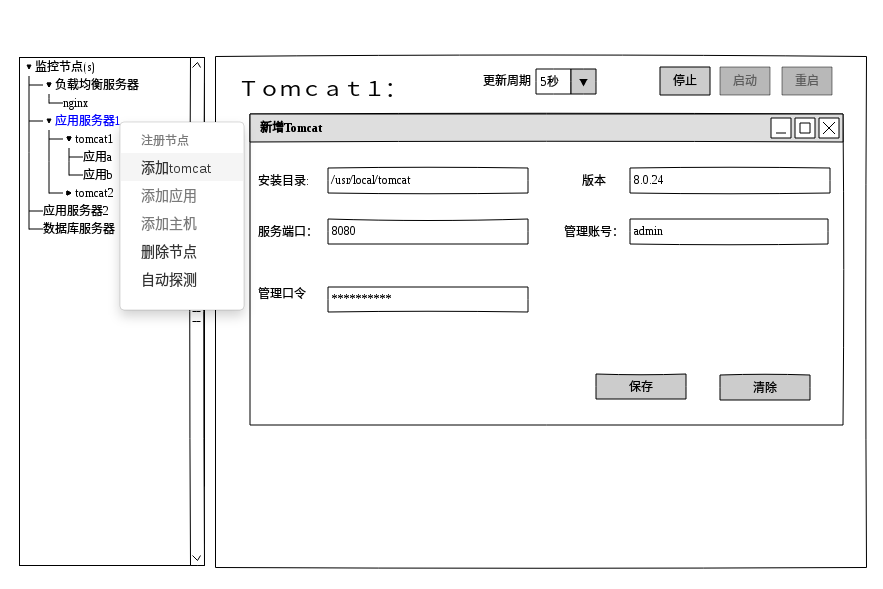 监控节点(s)
负载均衡服务器
nginx
应用服务器1
tomcat1
应用a
应用b
tomcat2
应用服务器2
数据库服务器
注册节点
添加tomcat
添加应用
添加主机
删除节点
自动探测
Tomcat1：
更新周期 5秒
停止 启动 重启
新增Tomcat
安装目录: /usr/local/tomcat 版本 8.0.24
服务端口： 8080 管理账号： admin
管理口令 **********
保存 清除